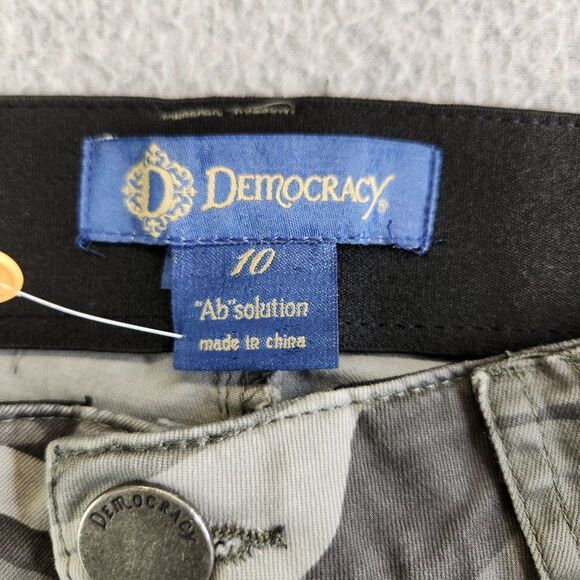 D DEMOCRACY®
10
"Ab"solution
made in china
DEMOCRACY